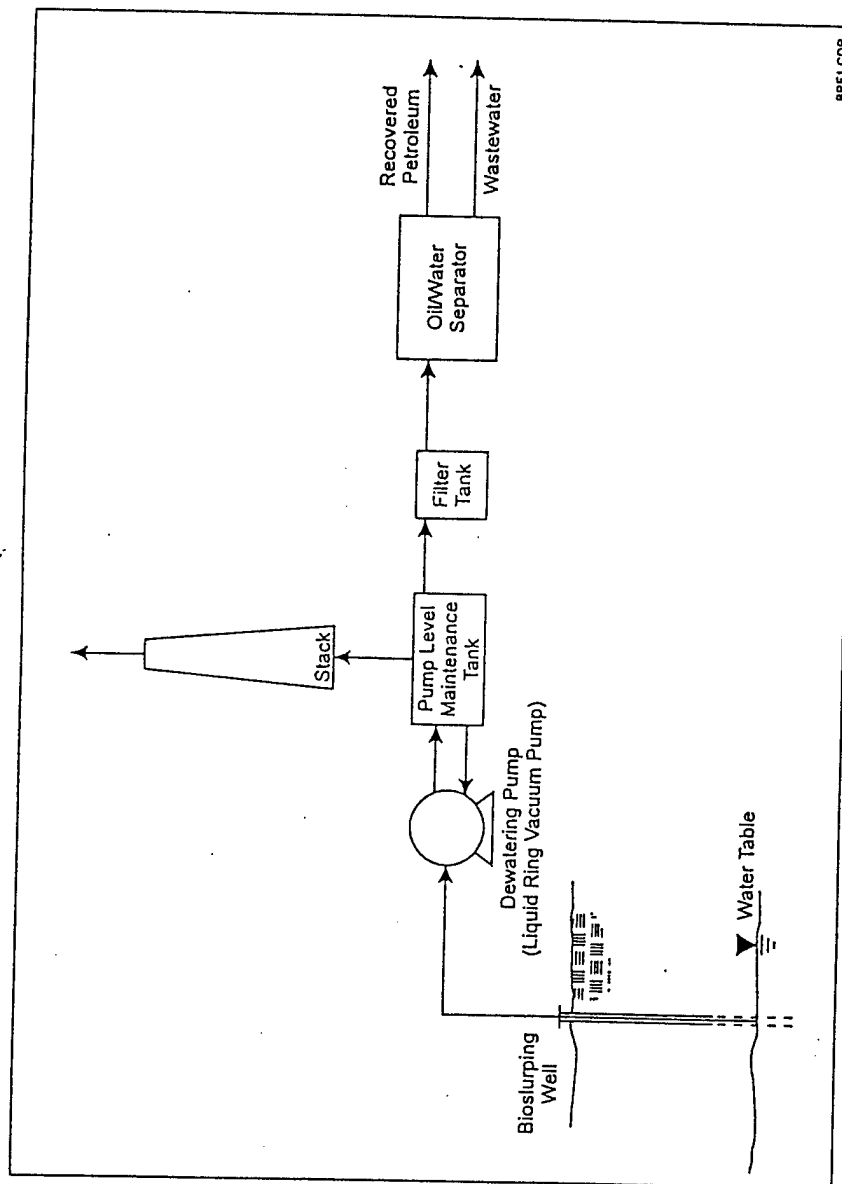 Bioslurping
Well
Water Table
Dewatering Pump
(Liquid Ring Vacuum Pump)
Pump Level
Maintenance
Tank
Stack
Filter
Tank
Oil/Water
Separator
Recovered
Petroleum
Wastewater